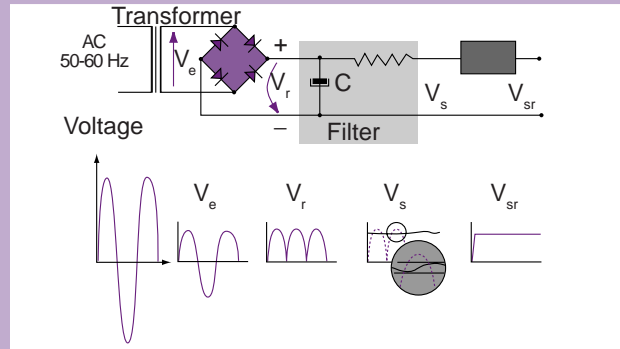 Transformer
AC
50-60 Hz
Ve
+
Vr
–
C
Filter
Vs
Vsr
Voltage
Ve
Vr
Vs
Vsr